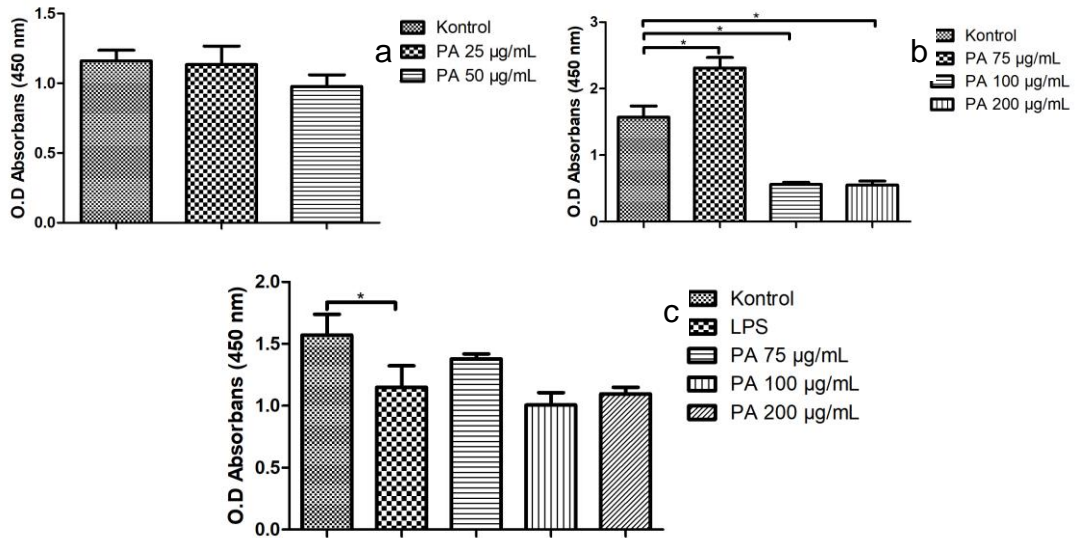 O.D Absorbans (450 nm)
1.5
1.0
0.5
0.0
a
Kontrol
PA 25 µg/mL
PA 50 µg/mL
O.D Absorbans (450 nm)
3
2
1
0
*
*
*
b
Kontrol
PA 75 µg/mL
PA 100 µg/mL
PA 200 µg/mL
O.D Absorbans (450 nm)
2.0
1.5
1.0
0.5
0.0
*
c
Kontrol
LPS
PA 75 µg/mL
PA 100 µg/mL
PA 200 µg/mL